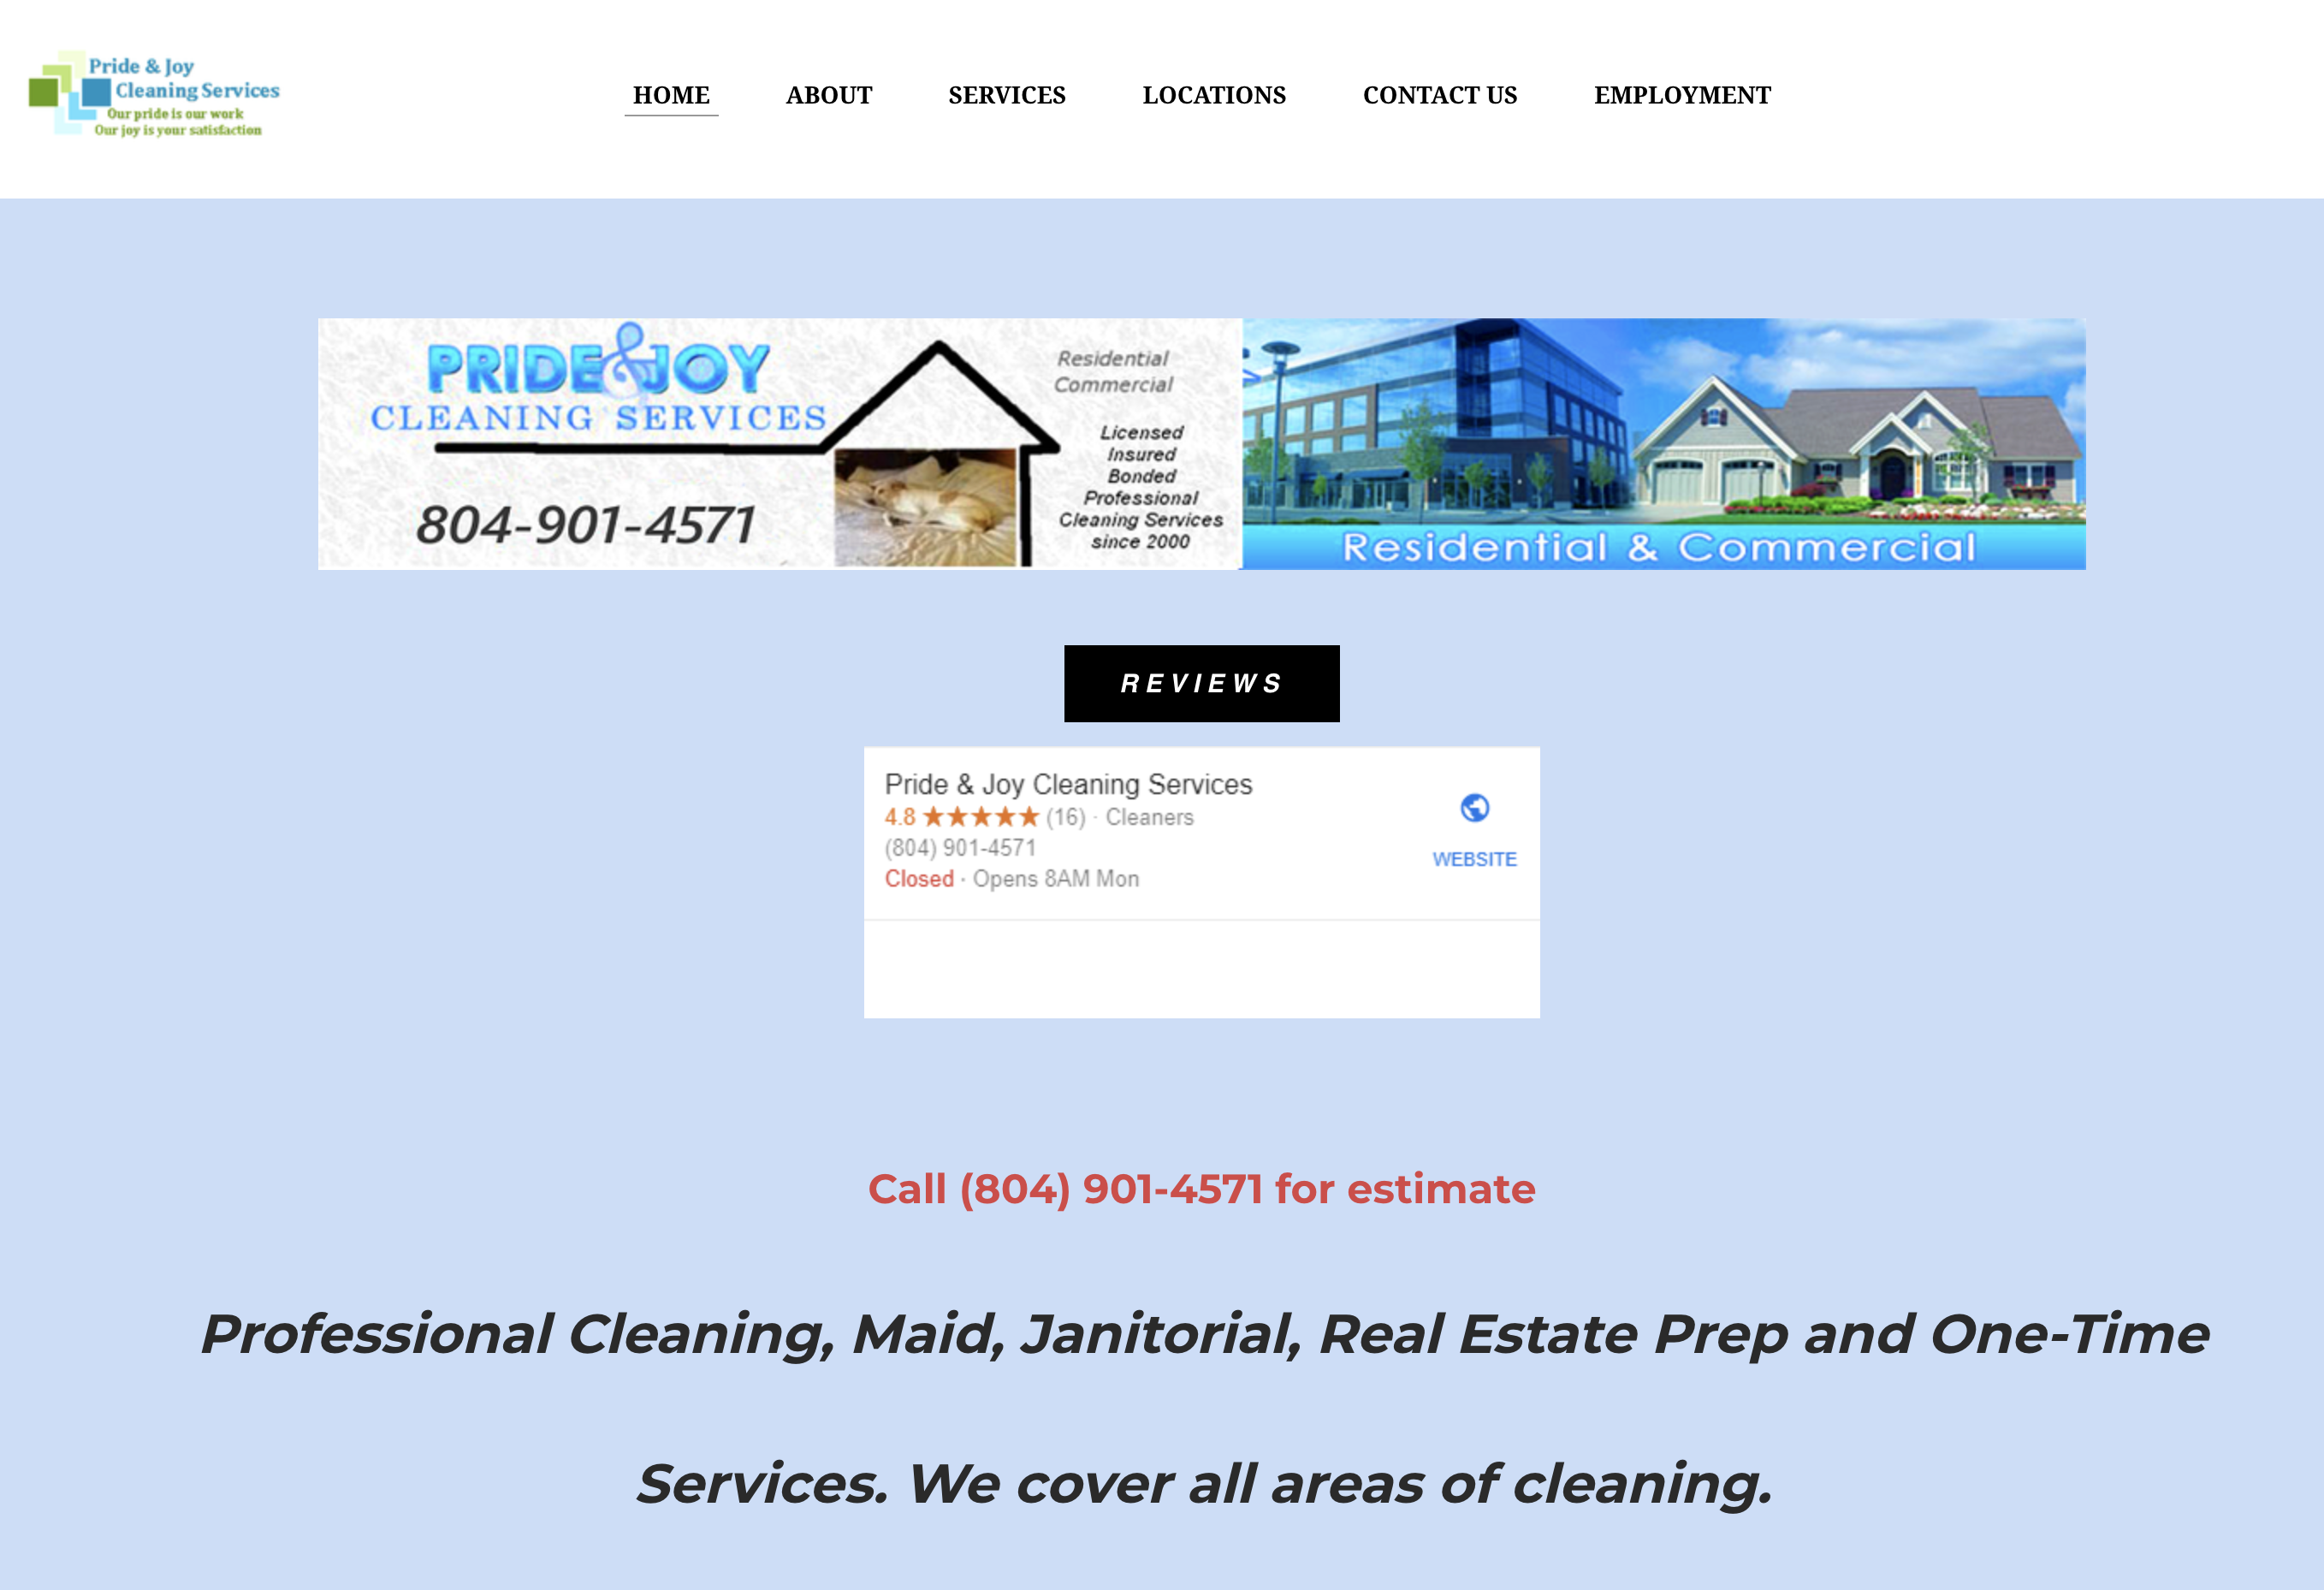 Pride & Joy
Cleaning Services
Our pride is our work
Our joy is your satisfaction
HOME ABOUT SERVICES LOCATIONS CONTACT US EMPLOYMENT
PRIDE & JOY
CLEANING SERVICES
804-901-4571
Residential
Commercial
Licensed
Insured
Bonded
Professional
Cleaning Services
since 2000
Residential & Commercial
REVIEWS
Pride & Joy Cleaning Services
4.8 ★★★★★ (16) · Cleaners
(804) 901-4571
Closed · Opens 8AM Mon
WEBSITE
Call (804) 901-4571 for estimate
Professional Cleaning, Maid, Janitorial, Real Estate Prep and One-Time
Services. We cover all areas of cleaning.